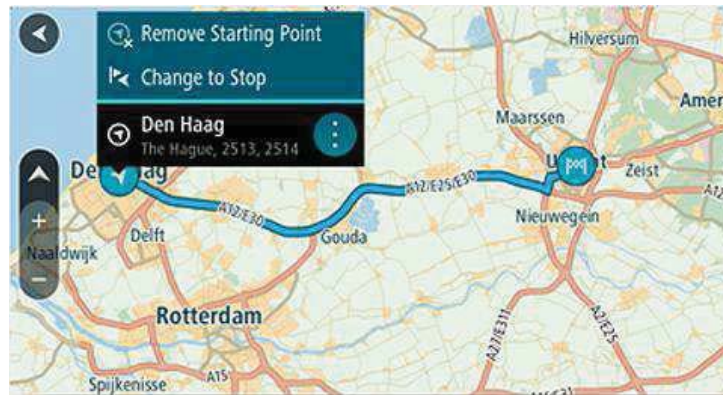 Remove Starting Point
Change to Stop
Den Haag
The Hague, 2513, 2514
Hilversum
Maarssen
Zeist
A12/E25/E30
Nieuwegein
A12/E30
Gouda
Delft
Naaldwijk
Rotterdam
A27/E311
A2/E25
A15
Spijkenisse